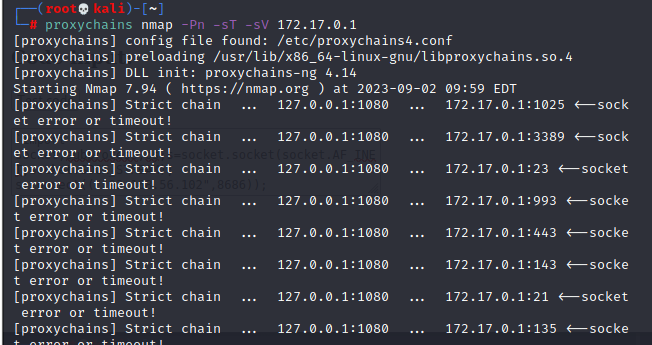 ┌──(root💀kali)-[~]
└─# proxychains nmap -Pn -sT -sV 172.17.0.1
[proxychains] config file found: /etc/proxychains4.conf
[proxychains] preloading /usr/lib/x86_64-linux-gnu/libproxychains.so.4
[proxychains] DLL init: proxychains-ng 4.14
Starting Nmap 7.94 ( https://nmap.org ) at 2023-09-02 09:59 EDT
[proxychains] Strict chain  ...  127.0.0.1:1080  ...  172.17.0.1:1025 <--sock
et error or timeout!
[proxychains] Strict chain  ...  127.0.0.1:1080  ...  172.17.0.1:3389 <--sock
et error or timeout!
[proxychains] Strict chain  ...  127.0.0.1:1080  ...  172.17.0.1:23 <--socket
 error or timeout!
[proxychains] Strict chain  ...  127.0.0.1:1080  ...  172.17.0.1:993 <--socke
t error or timeout!
[proxychains] Strict chain  ...  127.0.0.1:1080  ...  172.17.0.1:443 <--socke
t error or timeout!
[proxychains] Strict chain  ...  127.0.0.1:1080  ...  172.17.0.1:143 <--socke
t error or timeout!
[proxychains] Strict chain  ...  127.0.0.1:1080  ...  172.17.0.1:21 <--socket
 error or timeout!
[proxychains] Strict chain  ...  127.0.0.1:1080  ...  172.17.0.1:135 <--socke
t error or timeout!